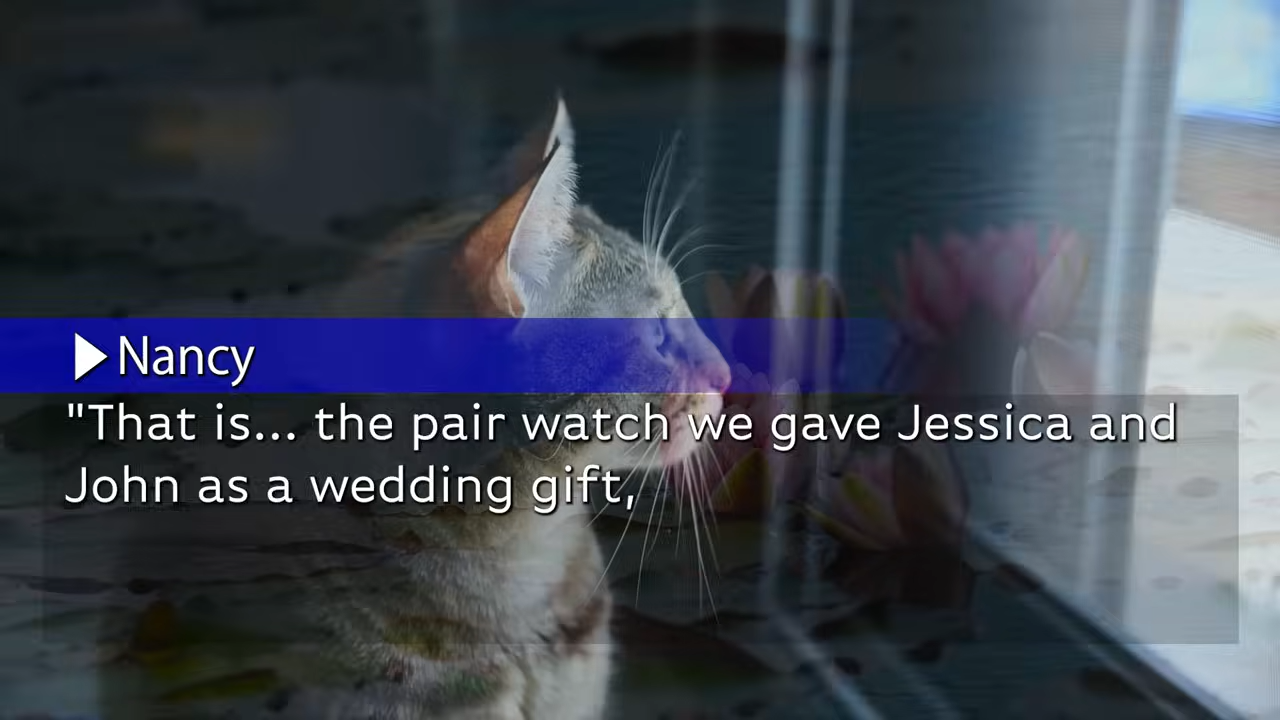 Nancy
"That is... the pair watch we gave Jessica and
John as a wedding gift,